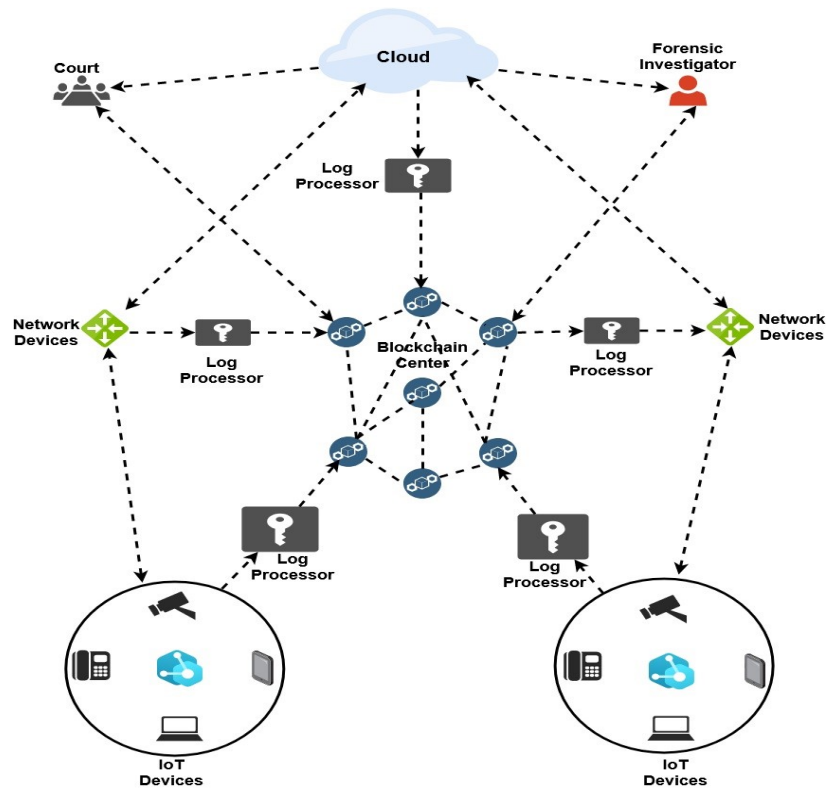 Cloud
Court
Forensic
Investigator
Log
Processor
Network
Devices
Log
Processor
Blockchain
Center
Log
Processor
Network
Devices
Log
Processor
Log
Processor
IoT
Devices
IoT
Devices